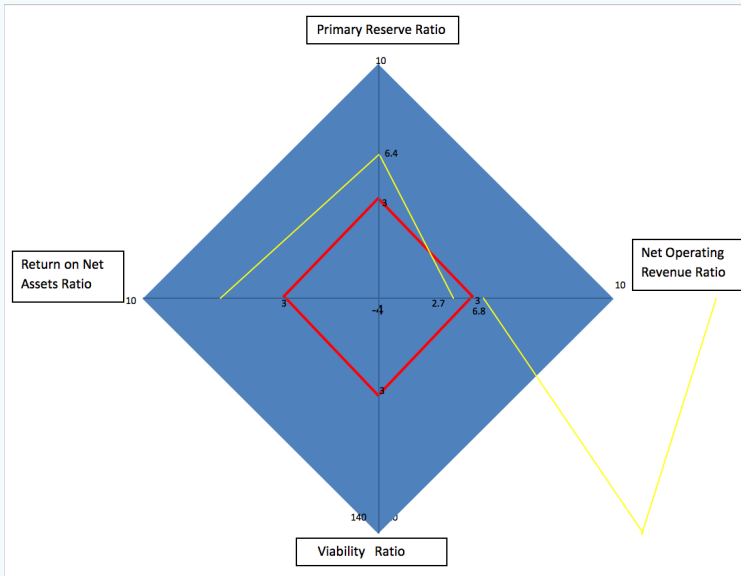 Primary Reserve Ratio
10
6.4
3
Return on Net
Assets Ratio
10
3
-4
2.7
3
6.8
10
Net Operating
Revenue Ratio
3
140
Viability Ratio